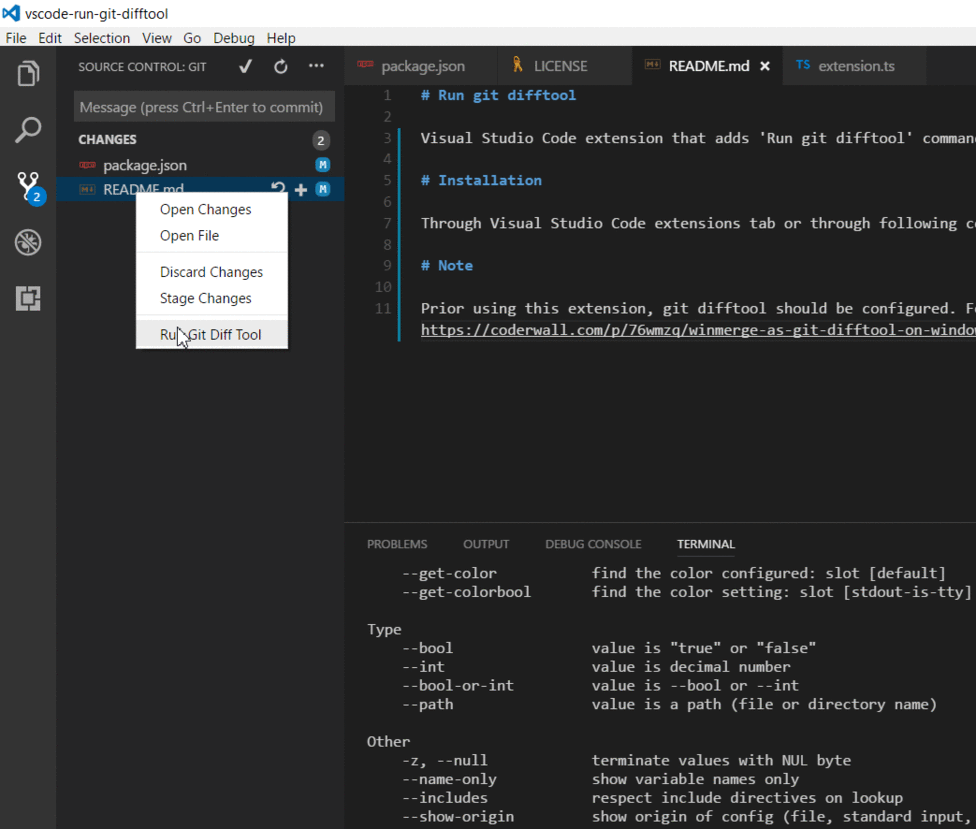 vscode-run-git-difftool
File Edit Selection View Go Debug Help
SOURCE CONTROL: GIT
Message (press Ctrl+Enter to commit)
CHANGES 2
package.json M
README.md M
2
Open Changes
Open File
Discard Changes
Stage Changes
Run Git Diff Tool
package.json LICENSE README.md TS extension.ts
1 # Run git difftool
2
3 Visual Studio Code extension that adds 'Run git difftool'
4
5 # Installation
6
7 Through Visual Studio Code extensions tab or through following
8
9 # Note
10
11 Prior using this extension, git difftool should be configured.
https://coderwall.com/p/76wmzq/winmerge-as-git-difftool-on-windo
PROBLEMS OUTPUT DEBUG CONSOLE TERMINAL
--get-color find the color configured: slot [default]
--get-colorbool find the color setting: slot [stdout-is-tty]
Type
--bool value is "true" or "false"
--int value is decimal number
--bool-or-int value is --bool or --int
--path value is a path (file or directory name)
Other
-z, --null terminate values with NUL byte
--name-only show variable names only
--includes respect include directives on lookup
--show-origin show origin of config (file, standard input,